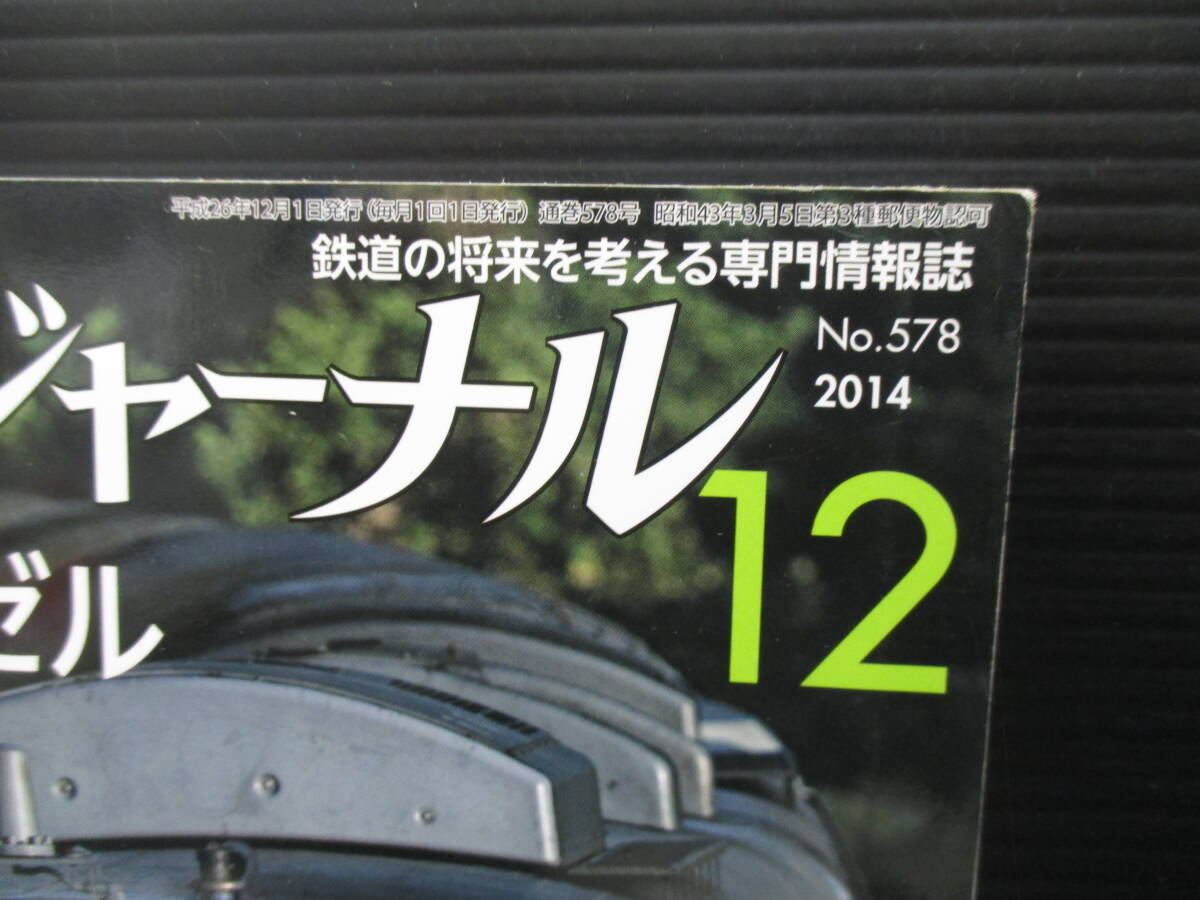 平成26年12月1日発行(毎月1回1日発行) 通巻578号 昭和43年3月5日第3種郵便物認可
鉄道の将来を考える専門情報誌
ジャーナル
No.578
2014
12
ゼル